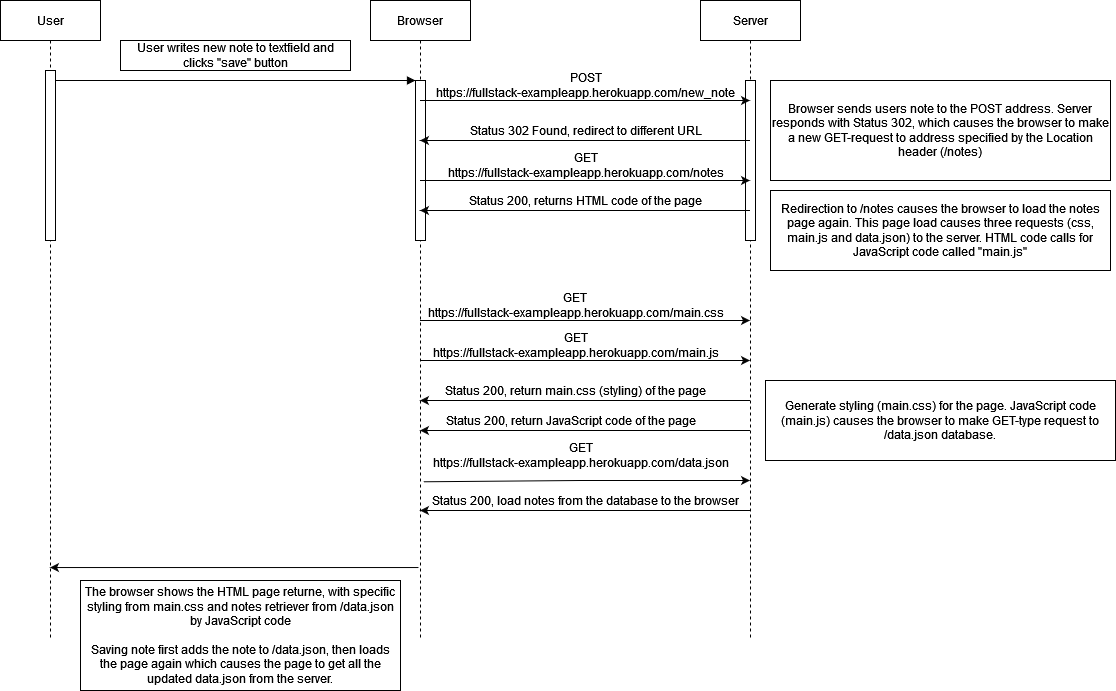 User
Browser
Server
User writes new note to textfield and
clicks "save" button
POST
https://fullstack-exampleapp.herokuapp.com/new_note
Browser sends users note to the POST address. Server
responds with Status 302, which causes the browser to make
a new GET-request to address specified by the Location
header (/notes)
Status 302 Found, redirect to different URL
GET
https://fullstack-exampleapp.herokuapp.com/notes
Status 200, returns HTML code of the page
Redirection to /notes causes the browser to load the notes
page again. This page load causes three requests (css,
main.js and data.json) to the server. HTML code calls for
JavaScript code called "main.js"
GET
https://fullstack-exampleapp.herokuapp.com/main.css
GET
https://fullstack-exampleapp.herokuapp.com/main.js
Status 200, return main.css (styling) of the page
Generate styling (main.css) for the page. JavaScript code
(main.js) causes the browser to make GET-type request to
/data.json database.
Status 200, return JavaScript code of the page
GET
https://fullstack-exampleapp.herokuapp.com/data.json
Status 200, load notes from the database to the browser
The browser shows the HTML page returne, with specific
styling from main.css and notes retriever from /data.json
by JavaScript code
Saving note first adds the note to /data.json, then loads
the page again which causes the page to get all the
updated data.json from the server.